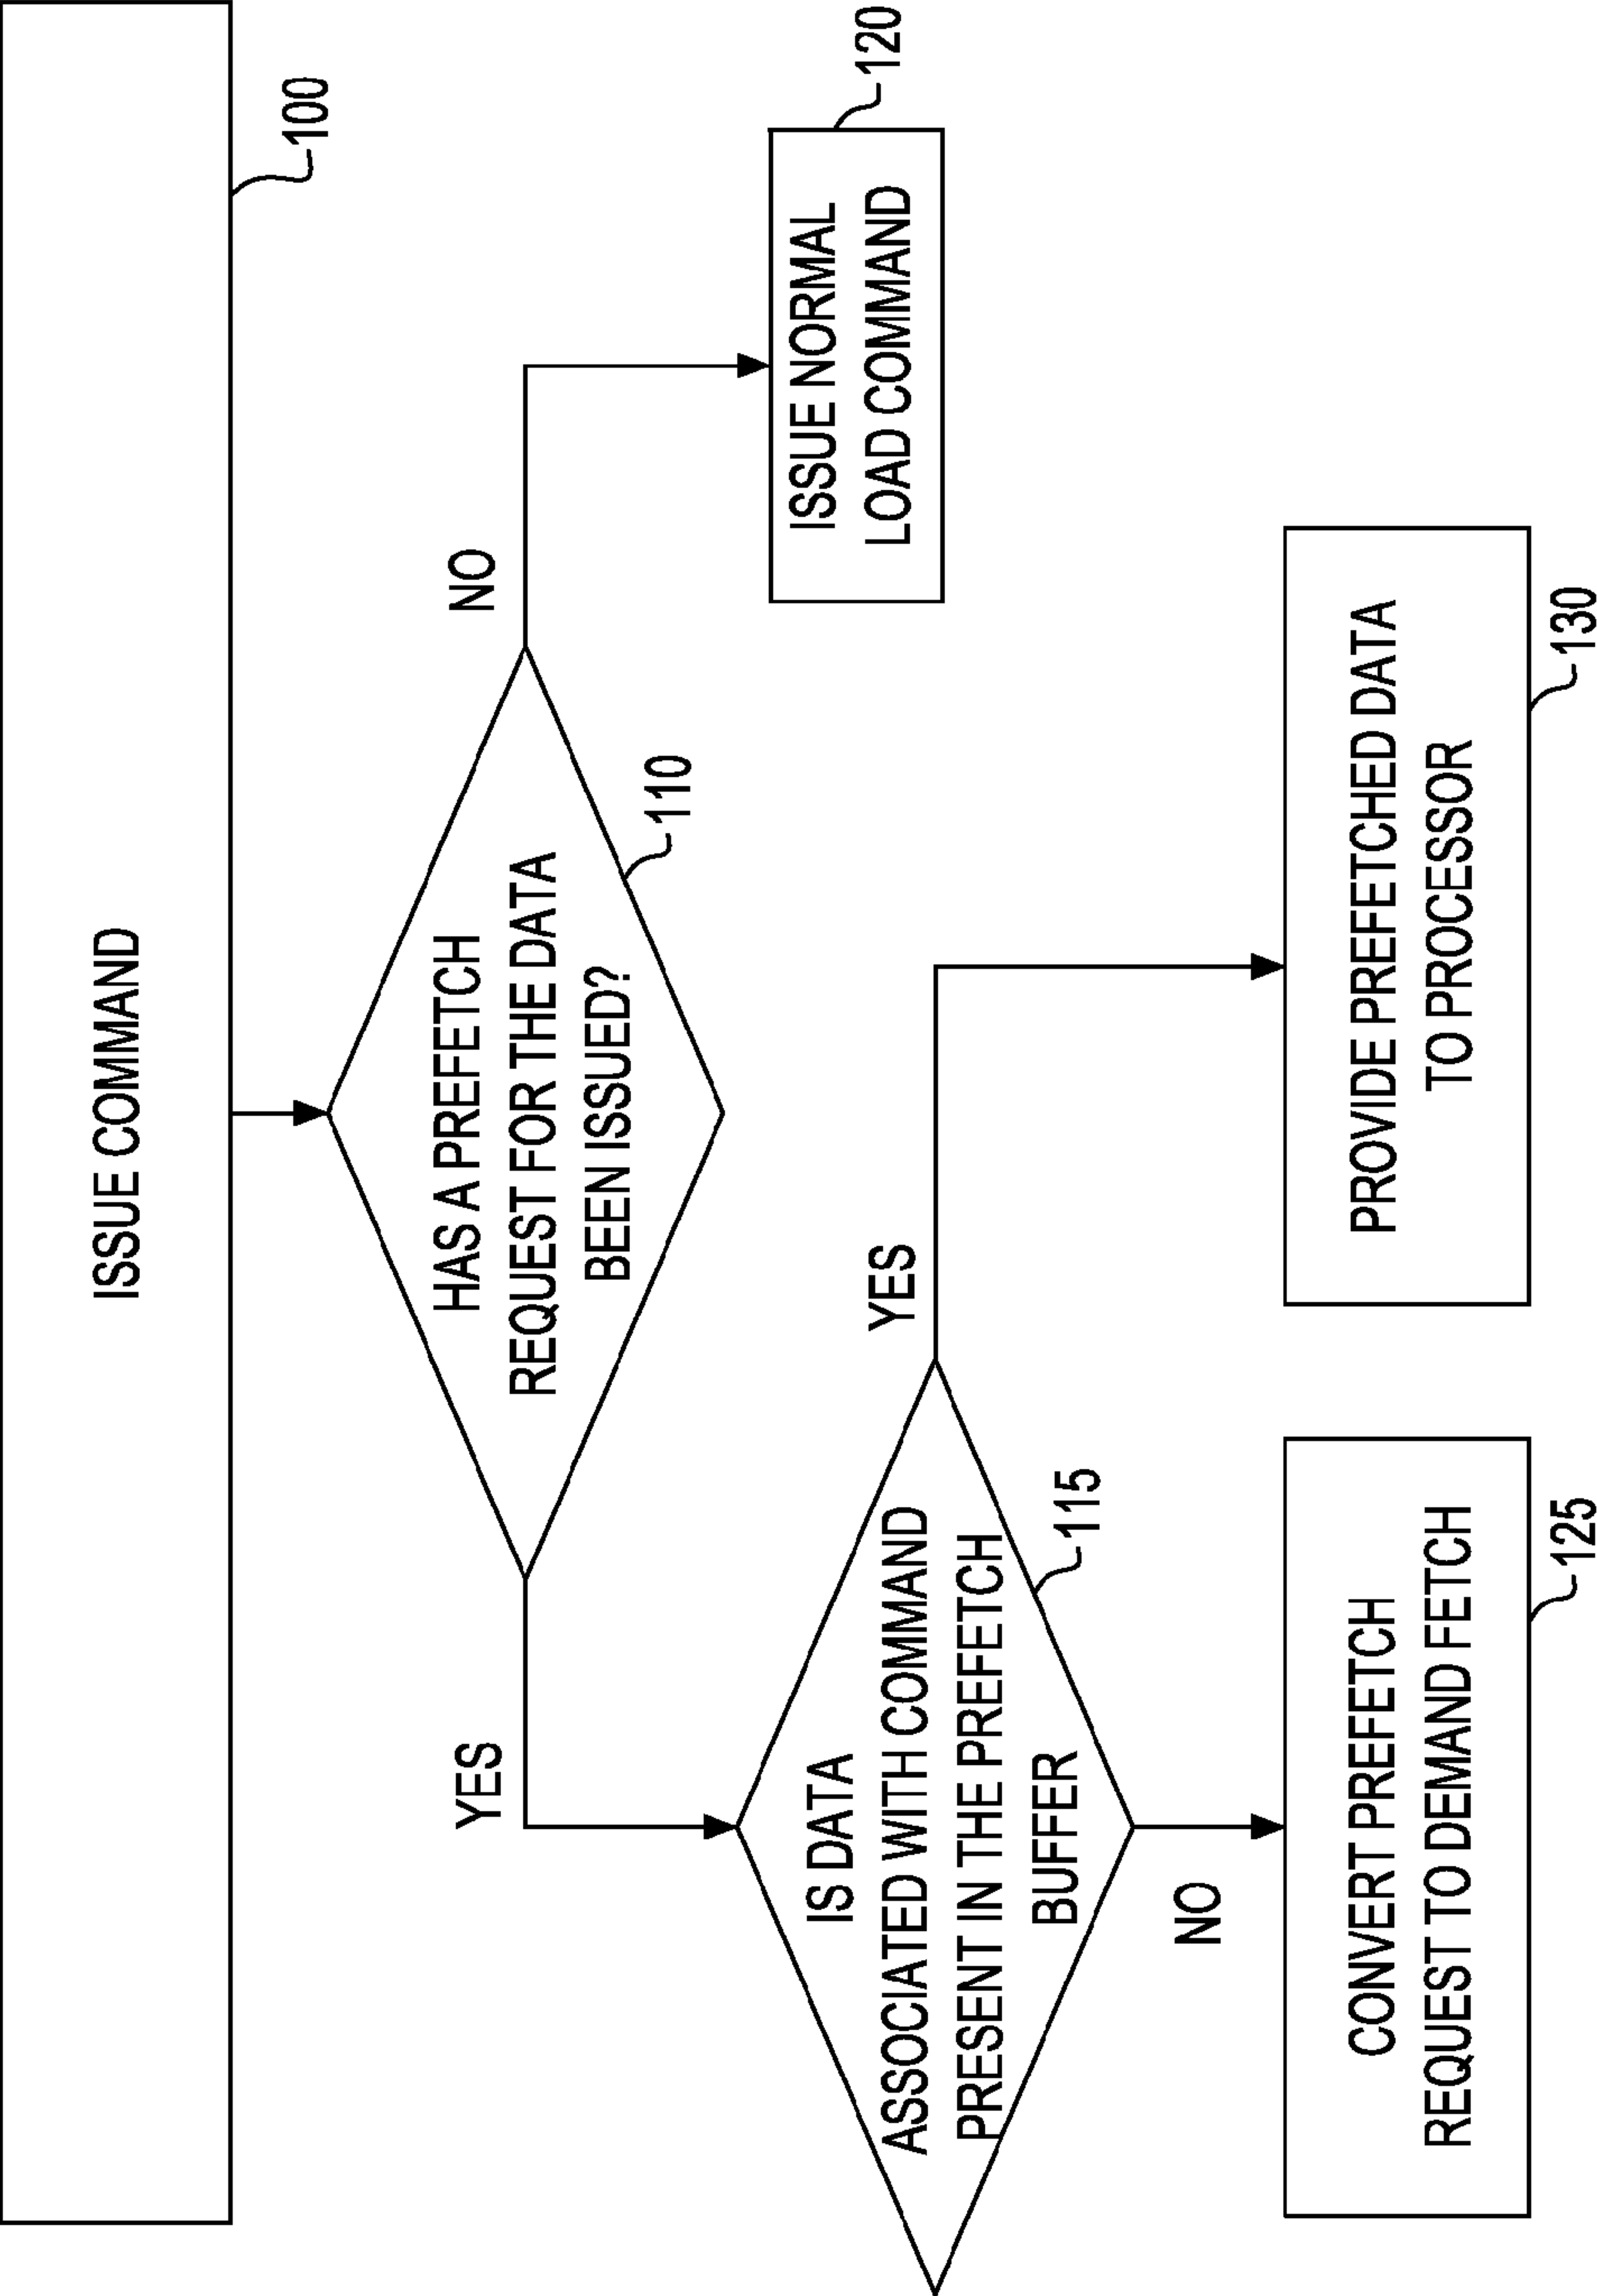 ISSUE COMMAND
100
HAS A PREFETCH
REQUEST FOR THE DATA
BEEN ISSUED?
110
YES
NO
IS DATA
ASSOCIATED WITH COMMAND
PRESENT IN THE PREFETCH
BUFFER
115
ISSUE NORMAL
LOAD COMMAND
120
NO
YES
CONVERT PREFETCH
REQUEST TO DEMAND FETCH
125
PROVIDE PREFETCHED DATA
TO PROCESSOR
130